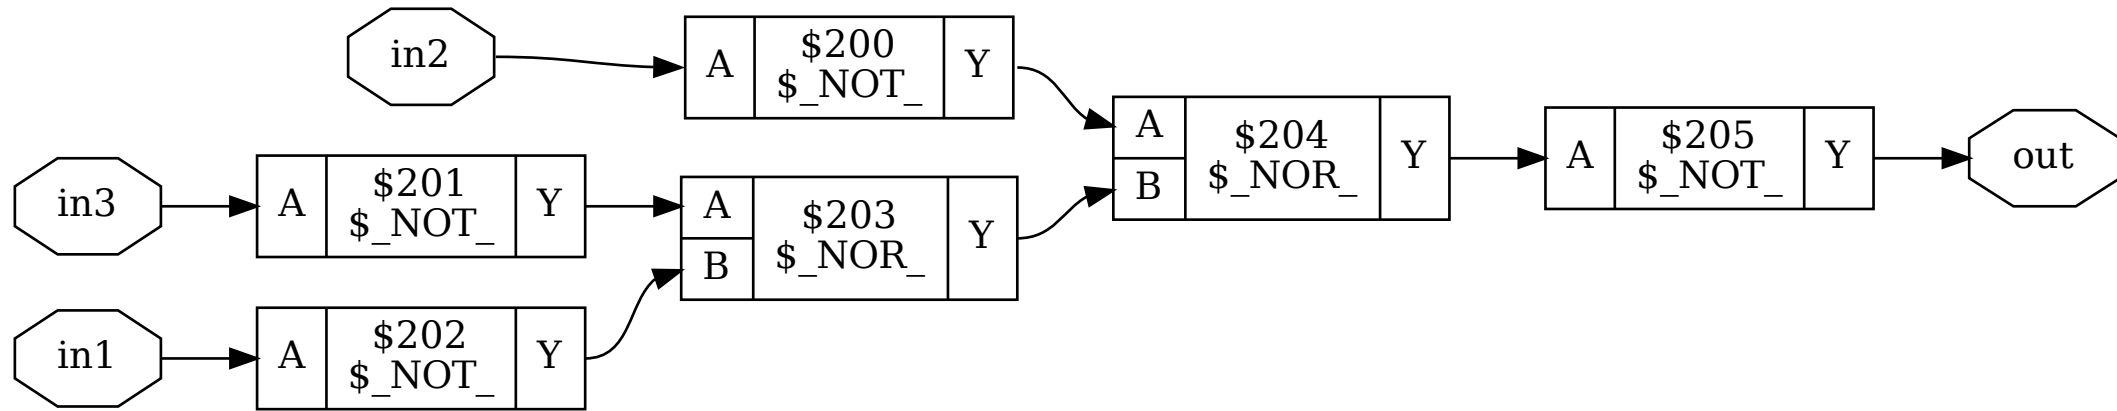 in2
A
$200
$_NOT_
Y
in3
A
$201
$_NOT_
Y
in1
A
$202
$_NOT_
Y
A
B
$203
$_NOR_
Y
A
B
$204
$_NOR_
Y
A
$205
$_NOT_
Y
out